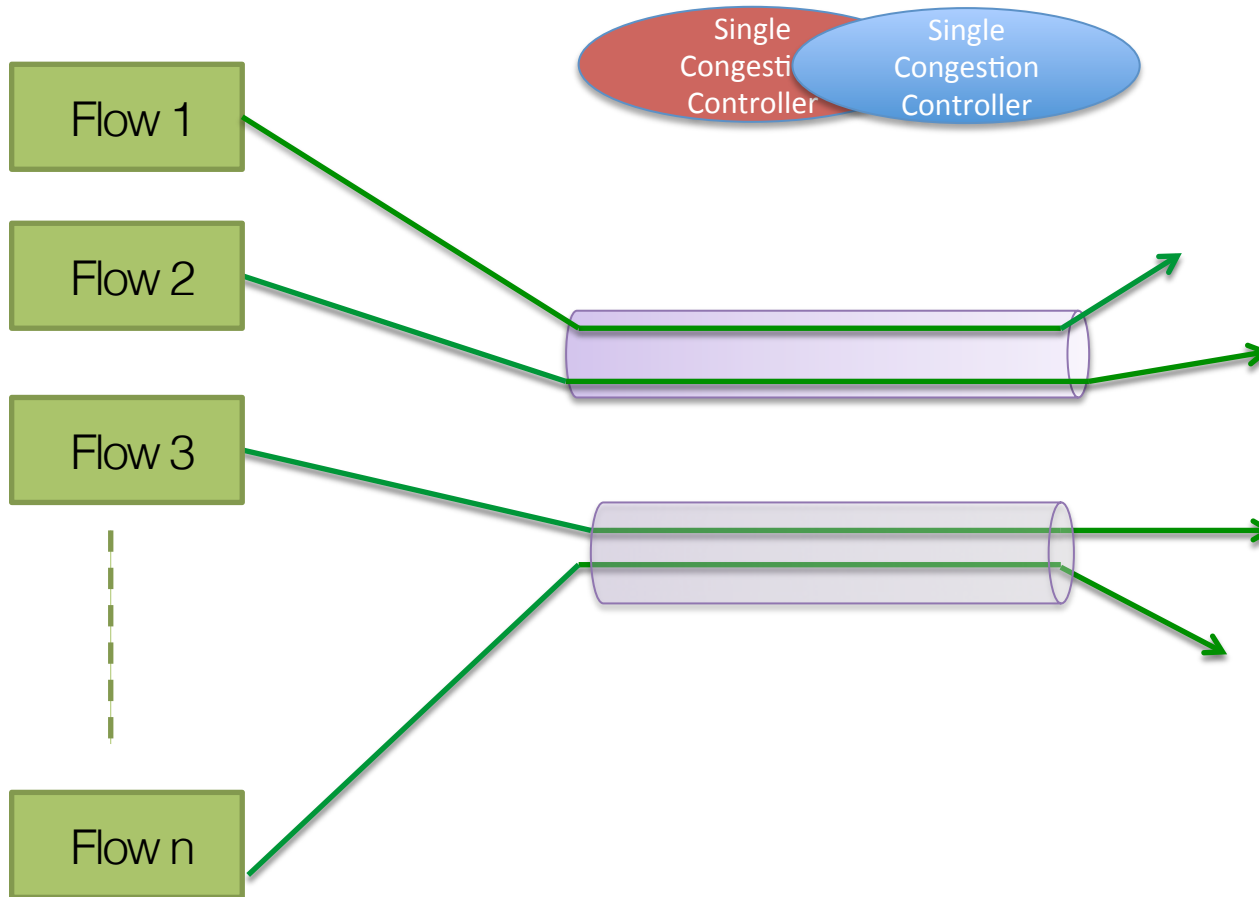 Single
Congesti
Controller
Single
Congestion
Controller
Flow 1
Flow 2
Flow 3
Flow n